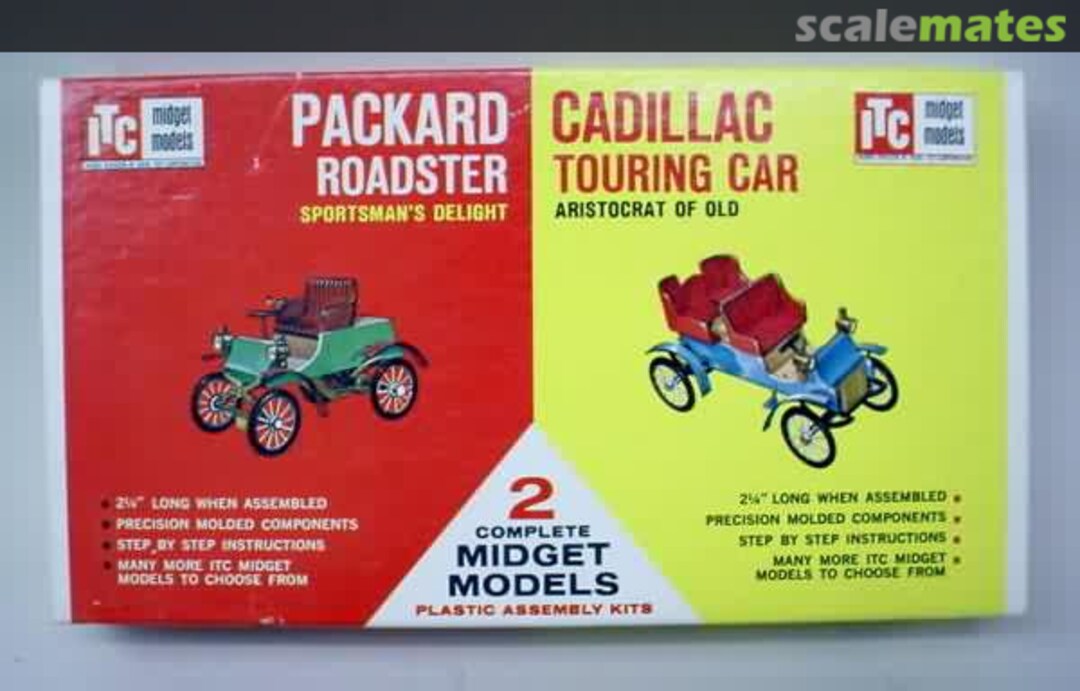 scalemates
ITC
midget
models
PACKARD
ROADSTER
SPORTSMAN'S DELIGHT
2¼" LONG WHEN ASSEMBLED
PRECISION MOLDED COMPONENTS
STEP BY STEP INSTRUCTIONS
MANY MORE ITC MIDGET
MODELS TO CHOOSE FROM
CADILLAC
TOURING CAR
ARISTOCRAT OF OLD
ITC
midget
models
2¼" LONG WHEN ASSEMBLED
PRECISION MOLDED COMPONENTS
STEP BY STEP INSTRUCTIONS
MANY MORE ITC MIDGET
MODELS TO CHOOSE FROM
2
COMPLETE
MIDGET
MODELS
PLASTIC ASSEMBLY KITS